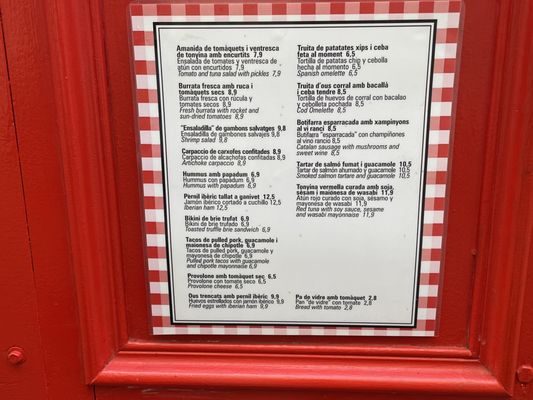 Amanida de tomàquets i ventresca
de tonyina amb encurtits 7,9
Ensalada de tomates y ventresca de
atún con encurtidos 7,9
Tomato and tuna salad with pickles 7,9
Burrata fresca amb ruca i
tomàquets secs 8,9
Burrata fresca con rúcula y
tomates secos 8,9
Fresh burrata with rocket and
sun-dried tomatoes 8,9
"Ensaladilla" de gambons salvatges 9,8
"Ensaladilla" de gambones salvajes 9,8
Shrimp salad 9,8
Carpaccio de carxofes confitades 8,9
Carpaccio de alcachofas confitadas 8,9
Artichoke carpaccio 8,9
Hummus amb papadum 6,9
Hummus con papadum 6,9
Hummus with papadum 6,9
Pernil ibèric tallat a ganivet 12,5
Jamón ibérico cortado a cuchillo 12,5
Iberian ham 12,5
Bikini de brie trufat 6,9
Bikini de brie trufado 6,9
Toasted truffle brie sandwich 6,9
Tacos de pulled pork, guacamole i
maionesa de chipotle 6,9
Tacos de pulled pork, guacamole y
mayonesa de chipotle 6,9
Pulled pork tacos with guacamole
and chipotle mayonnaise 6,9
Provolone amb tomàquet sec 6,5
Provolone con tomate seco 6,5
Provolone cheese 6,5
Ous trencats amb pernil ibèric 9,9
Huevos estrellados con jamón ibérico 9,9
Fried eggs with Iberian ham 9,9
Truita de patatates xips i ceba
feta al moment 6,5
Tortilla de patatas chip y cebolla
hecha al momento 6,5
Spanish omelette 6,5
Truita d'ous corral amb bacallà
i ceba tendre 8,5
Tortilla de huevos de corral con bacalao
y cebolleta pochada 8,5
Cod Omelette 8,5
Botifarra esparracada amb xampinyons
al vi ranci 8,5
Butifarra "esparracada" con champiñones
al vino rancio 8,5
Catalan sausage with mushrooms and
sweet wine 8,5
Tartar de salmó fumat i guacamole 10,5
Tartar de salmón ahumado y guacamole 10,5
Smoked salmon tartare and guacamole 10,5
Tonyina vermella curada amb soja,
sèsam i maionesa de wasabi 11,9
Atún rojo curado con soja, sésamo y
mayonesa de wasabi 11,9
Red tuna with soy sauce, sesame
and wasabi mayonnaise 11,9
Pa de vidre amb tomàquet 2,8
Pan "de vidre" con tomate 2,8
Bread with tomato 2,8